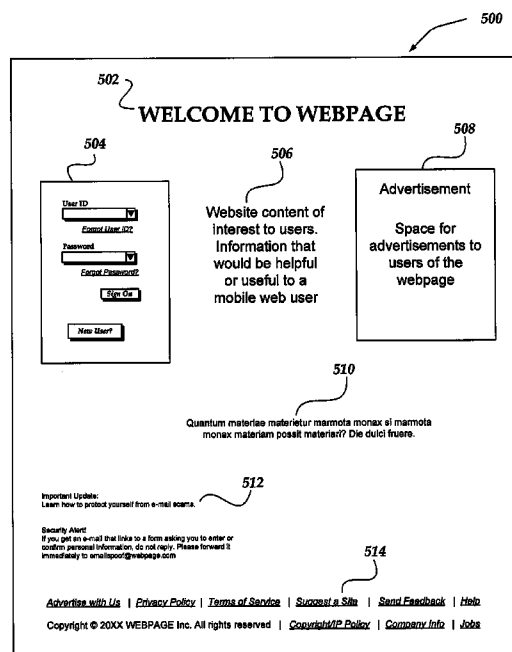 500
502
WELCOME TO WEBPAGE
504
506
508
User ID
Forgot User ID?
Password
Forgot Password?
Sign On
New User?
Website content of
interest to users.
Information that
would be helpful
or useful to a
mobile web user
Advertisement
Space for
advertisements to
users of the
webpage
510
Quantum materiae materietur marmota monax si marmota
monax materiam possit materiari? Die dulci fruere.
512
Important Update:
Learn how to protect yourself from e-mail scams.
Security Alert!
If you get an e-mail that links to a form asking you to enter or
confirm personal information, do not reply. Please forward it
immediately to emailspoof@webpage.com
514
Advertise with Us | Privacy Policy | Terms of Service | Suggest a Site | Send Feedback | Help
Copyright © 20XX WEBPAGE Inc. All rights reserved | Copyright/IP Policy | Company Info | Jobs